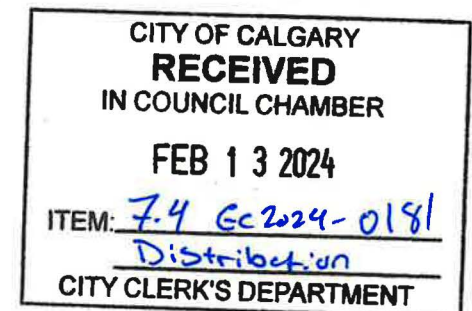 CITY OF CALGARY
RECEIVED
IN COUNCIL CHAMBER
FEB 1 3 2024
ITEM: 7.4 EC2024-0181
Distribution
CITY CLERK'S DEPARTMENT